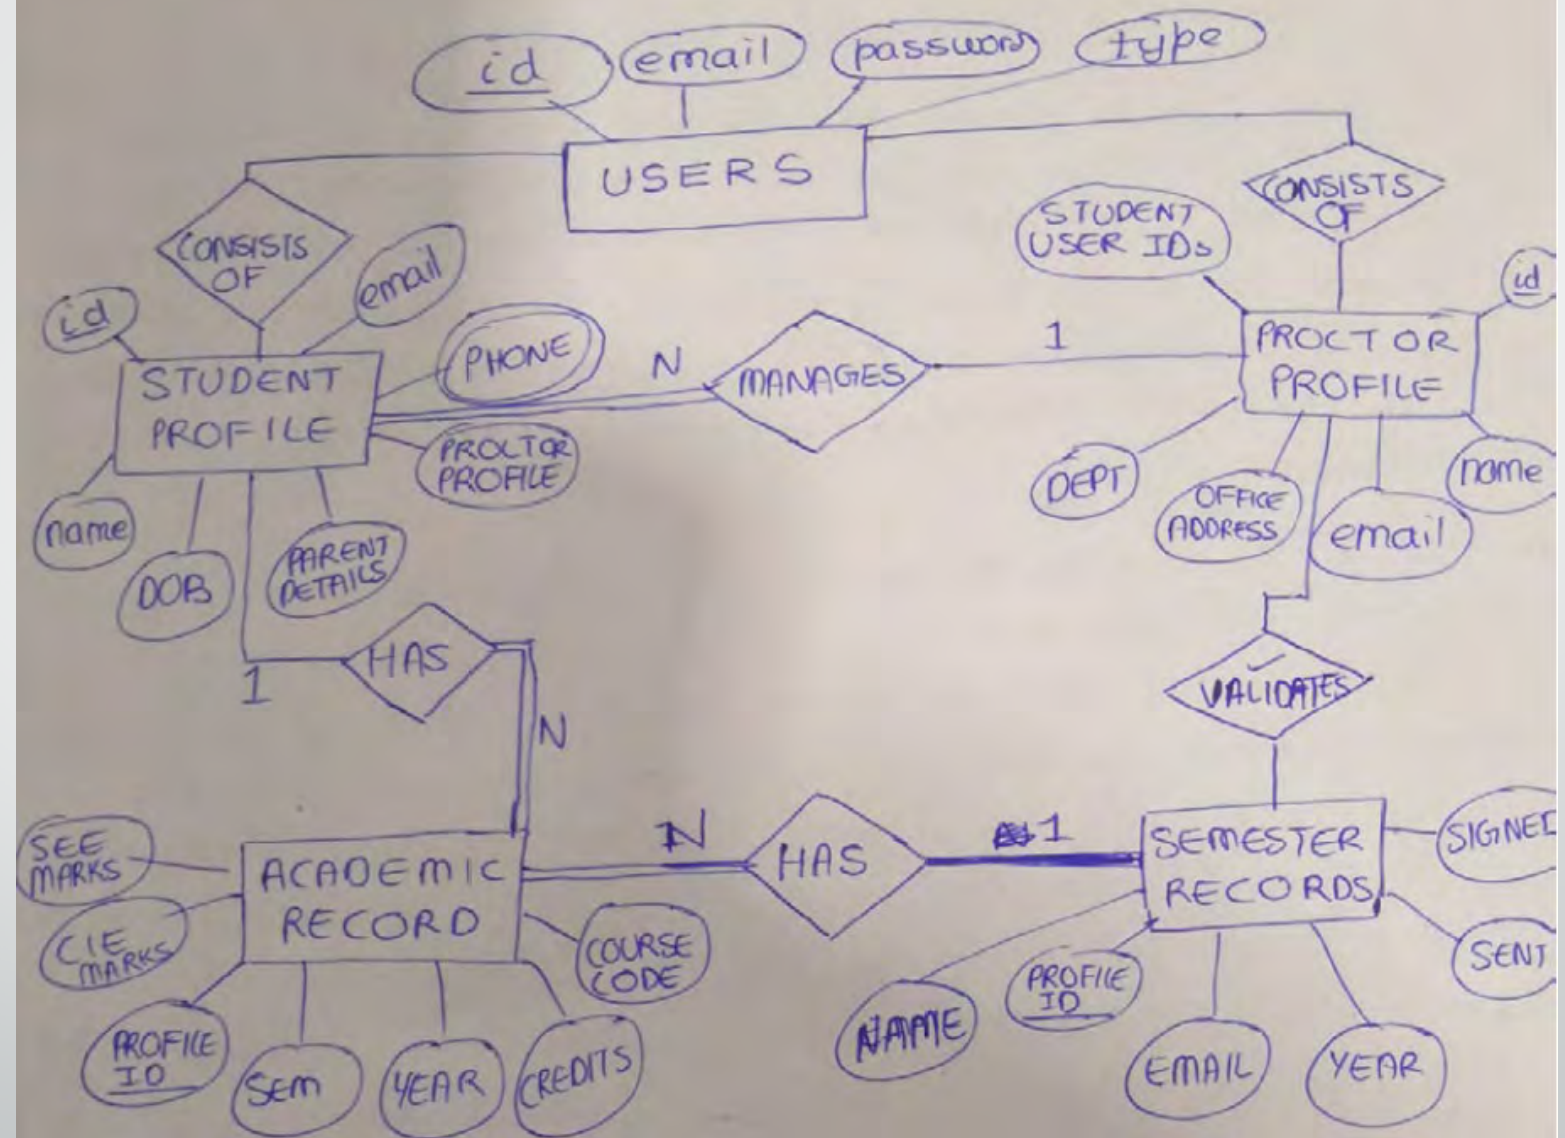 id
email
password
type
USERS
CONSISTS
OF
CONSISTS
OF
STUDENT
USER IDs
id
email
id
PROCTOR
PROFILE
PHONE
N
MANAGES
1
STUDENT
PROFILE
PROCTOR
PROFILE
DEPT
OFFICE
ADDRESS
email
name
name
DOB
PARENT
DETAILS
HAS
1
N
VALIDATES
SEE
MARKS
ACADEMIC
RECORD
N
HAS
1
SEMESTER
RECORDS
SIGNED
CIE
MARKS
COURSE
CODE
SENT
PROFILE
ID
SEM
YEAR
CREDITS
NAME
PROFILE
ID
EMAIL
YEAR